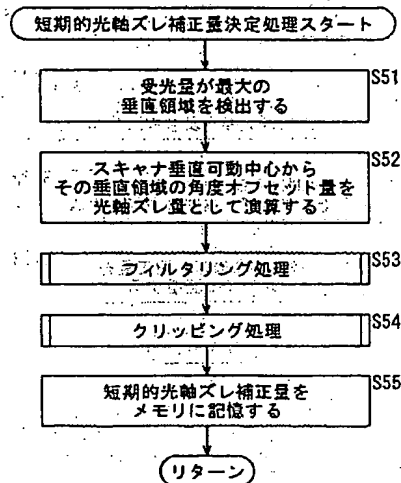 短期的光軸ズレ補正量決定処理スタート
S51
受光量が最大の
垂直領域を検出する
S52
スキャナ垂直可動中心から
その垂直領域の角度オフセット量を
光軸ズレ量として演算する
S53
フィルタリング処理
S54
クリッピング処理
S55
短期的光軸ズレ補正量を
メモリに記憶する
リターン